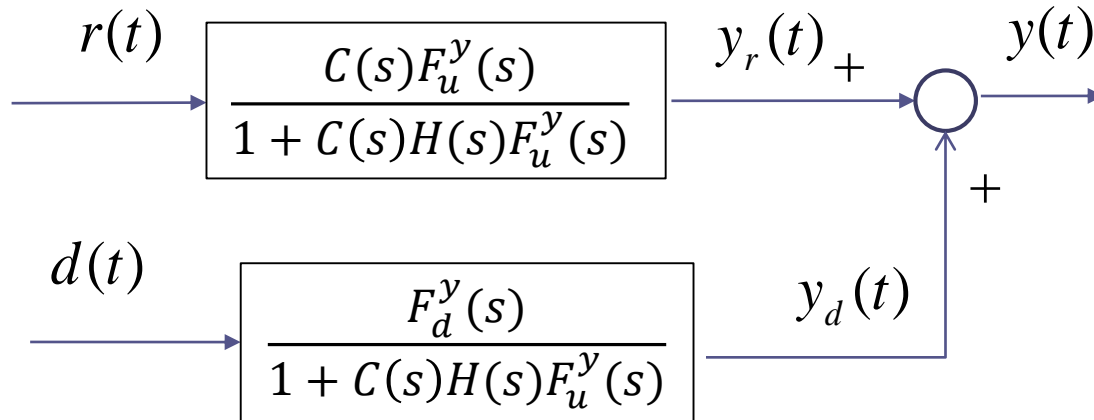 r(t)
C(s)F_u^y(s)
1 + C(s)H(s)F_u^y(s)
y_r(t)
+
y(t)
+
d(t)
F_d^y(s)
1 + C(s)H(s)F_u^y(s)
y_d(t)